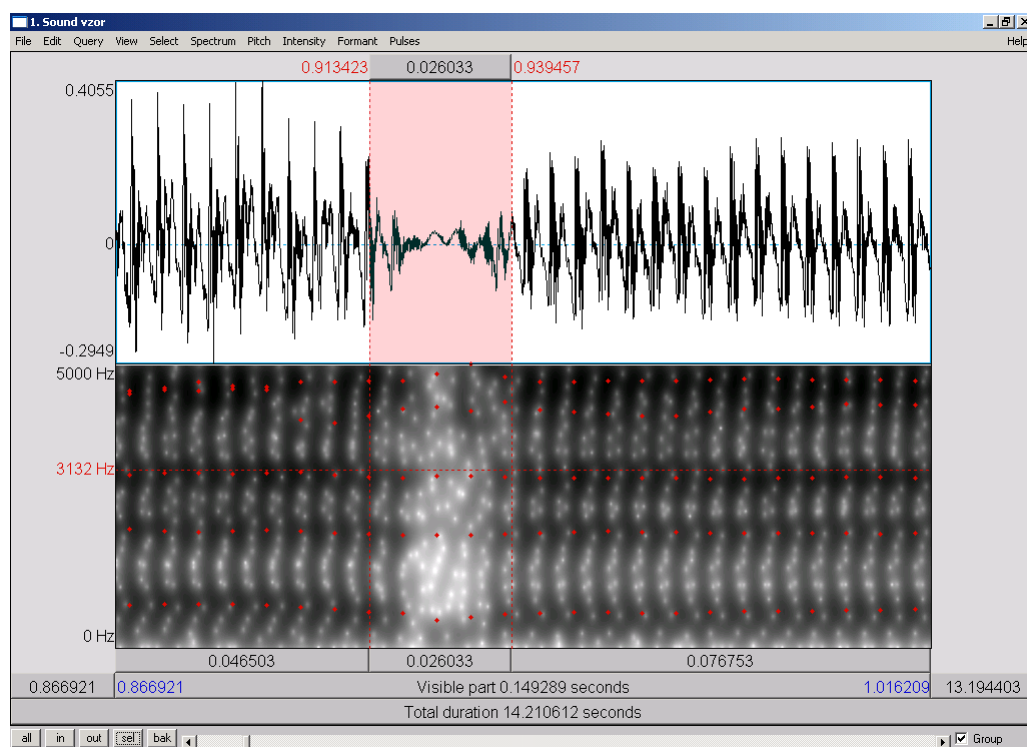 1. Sound vzor
File Edit Query View Select Spectrum Pitch Intensity Formant Pulses Help
0.913423 0.026033 0.939457
0.4055
0
-0.2949
5000 Hz
3132 Hz
0 Hz
0.046503 0.026033 0.076753
0.866921 0.866921 Visible part 0.149289 seconds 1.016209 13.194403
Total duration 14.210612 seconds
all in out sel bak Group